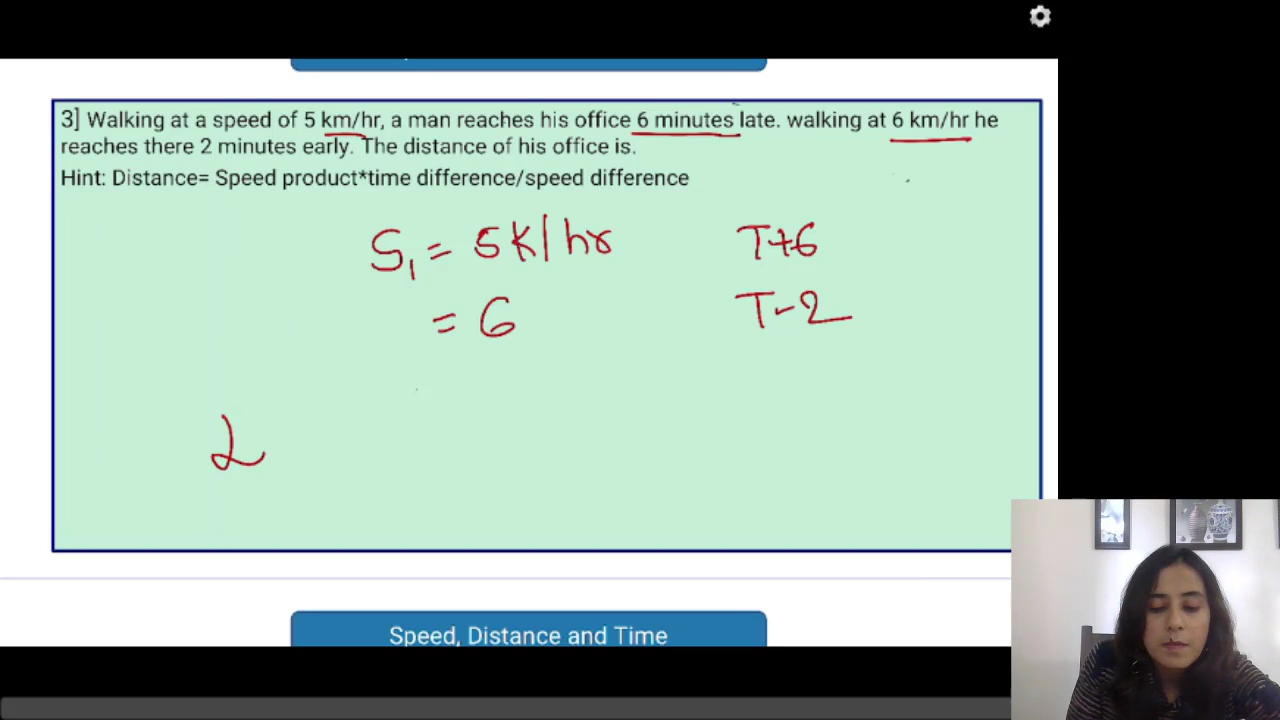 3] Walking at a speed of 5 km/hr, a man reaches his office 6 minutes late. walking at 6 km/hr he
reaches there 2 minutes early. The distance of his office is.
Hint: Distance= Speed product*time difference/speed difference
S₁ = 5K/hr T+6
= 6 T-2
2
Speed, Distance and Time